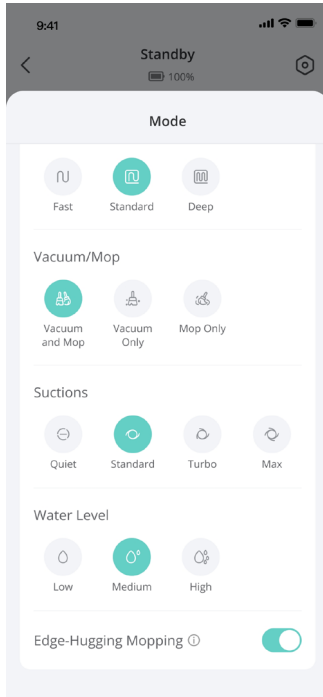 9:41
Standby
100%
Mode
Fast Standard Deep
Vacuum/Mop
Vacuum and Mop
Vacuum Only
Mop Only
Suctions
Quiet Standard Turbo Max
Water Level
Low Medium High
Edge-Hugging Mopping